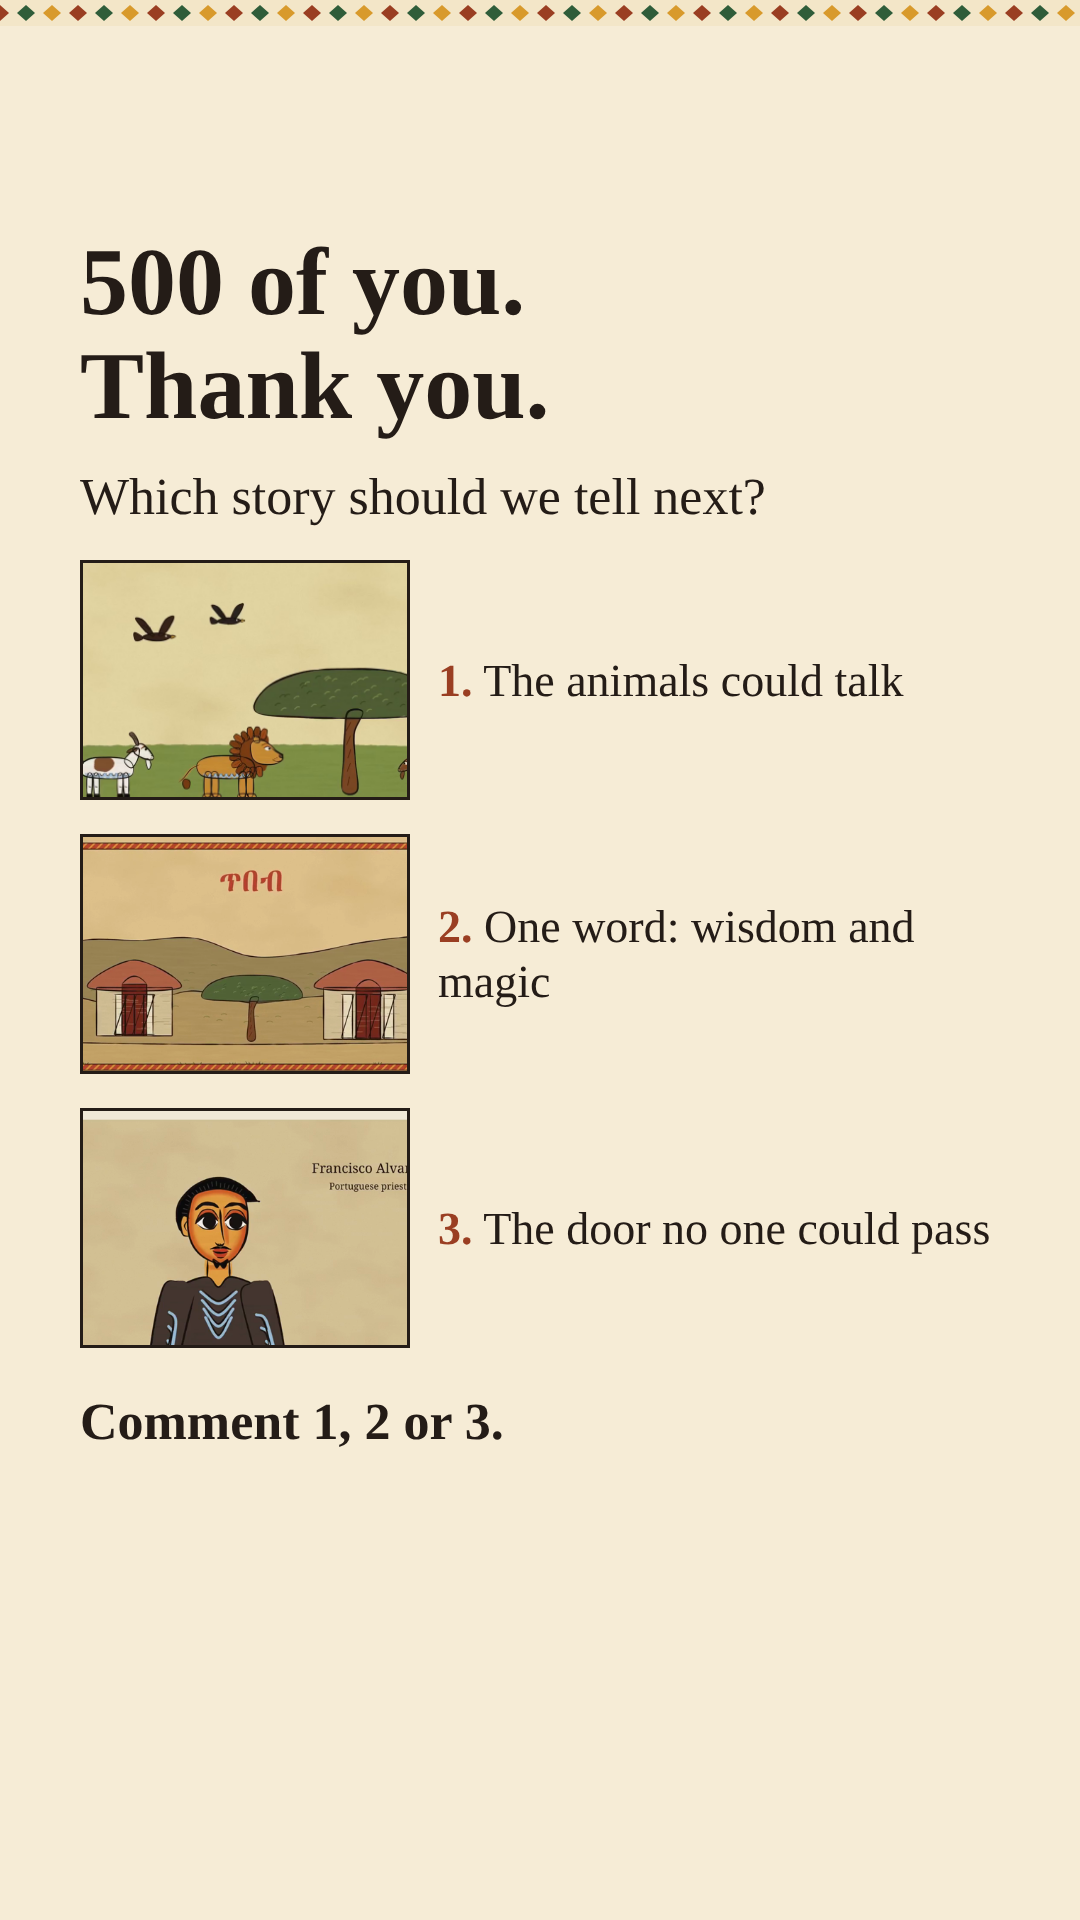 500 of you.
Thank you.
Which story should we tell next?
1. The animals could talk
ጥበብ
2. One word: wisdom and
magic
Francisco Alvar
Portuguese priest
3. The door no one could pass
Comment 1, 2 or 3.